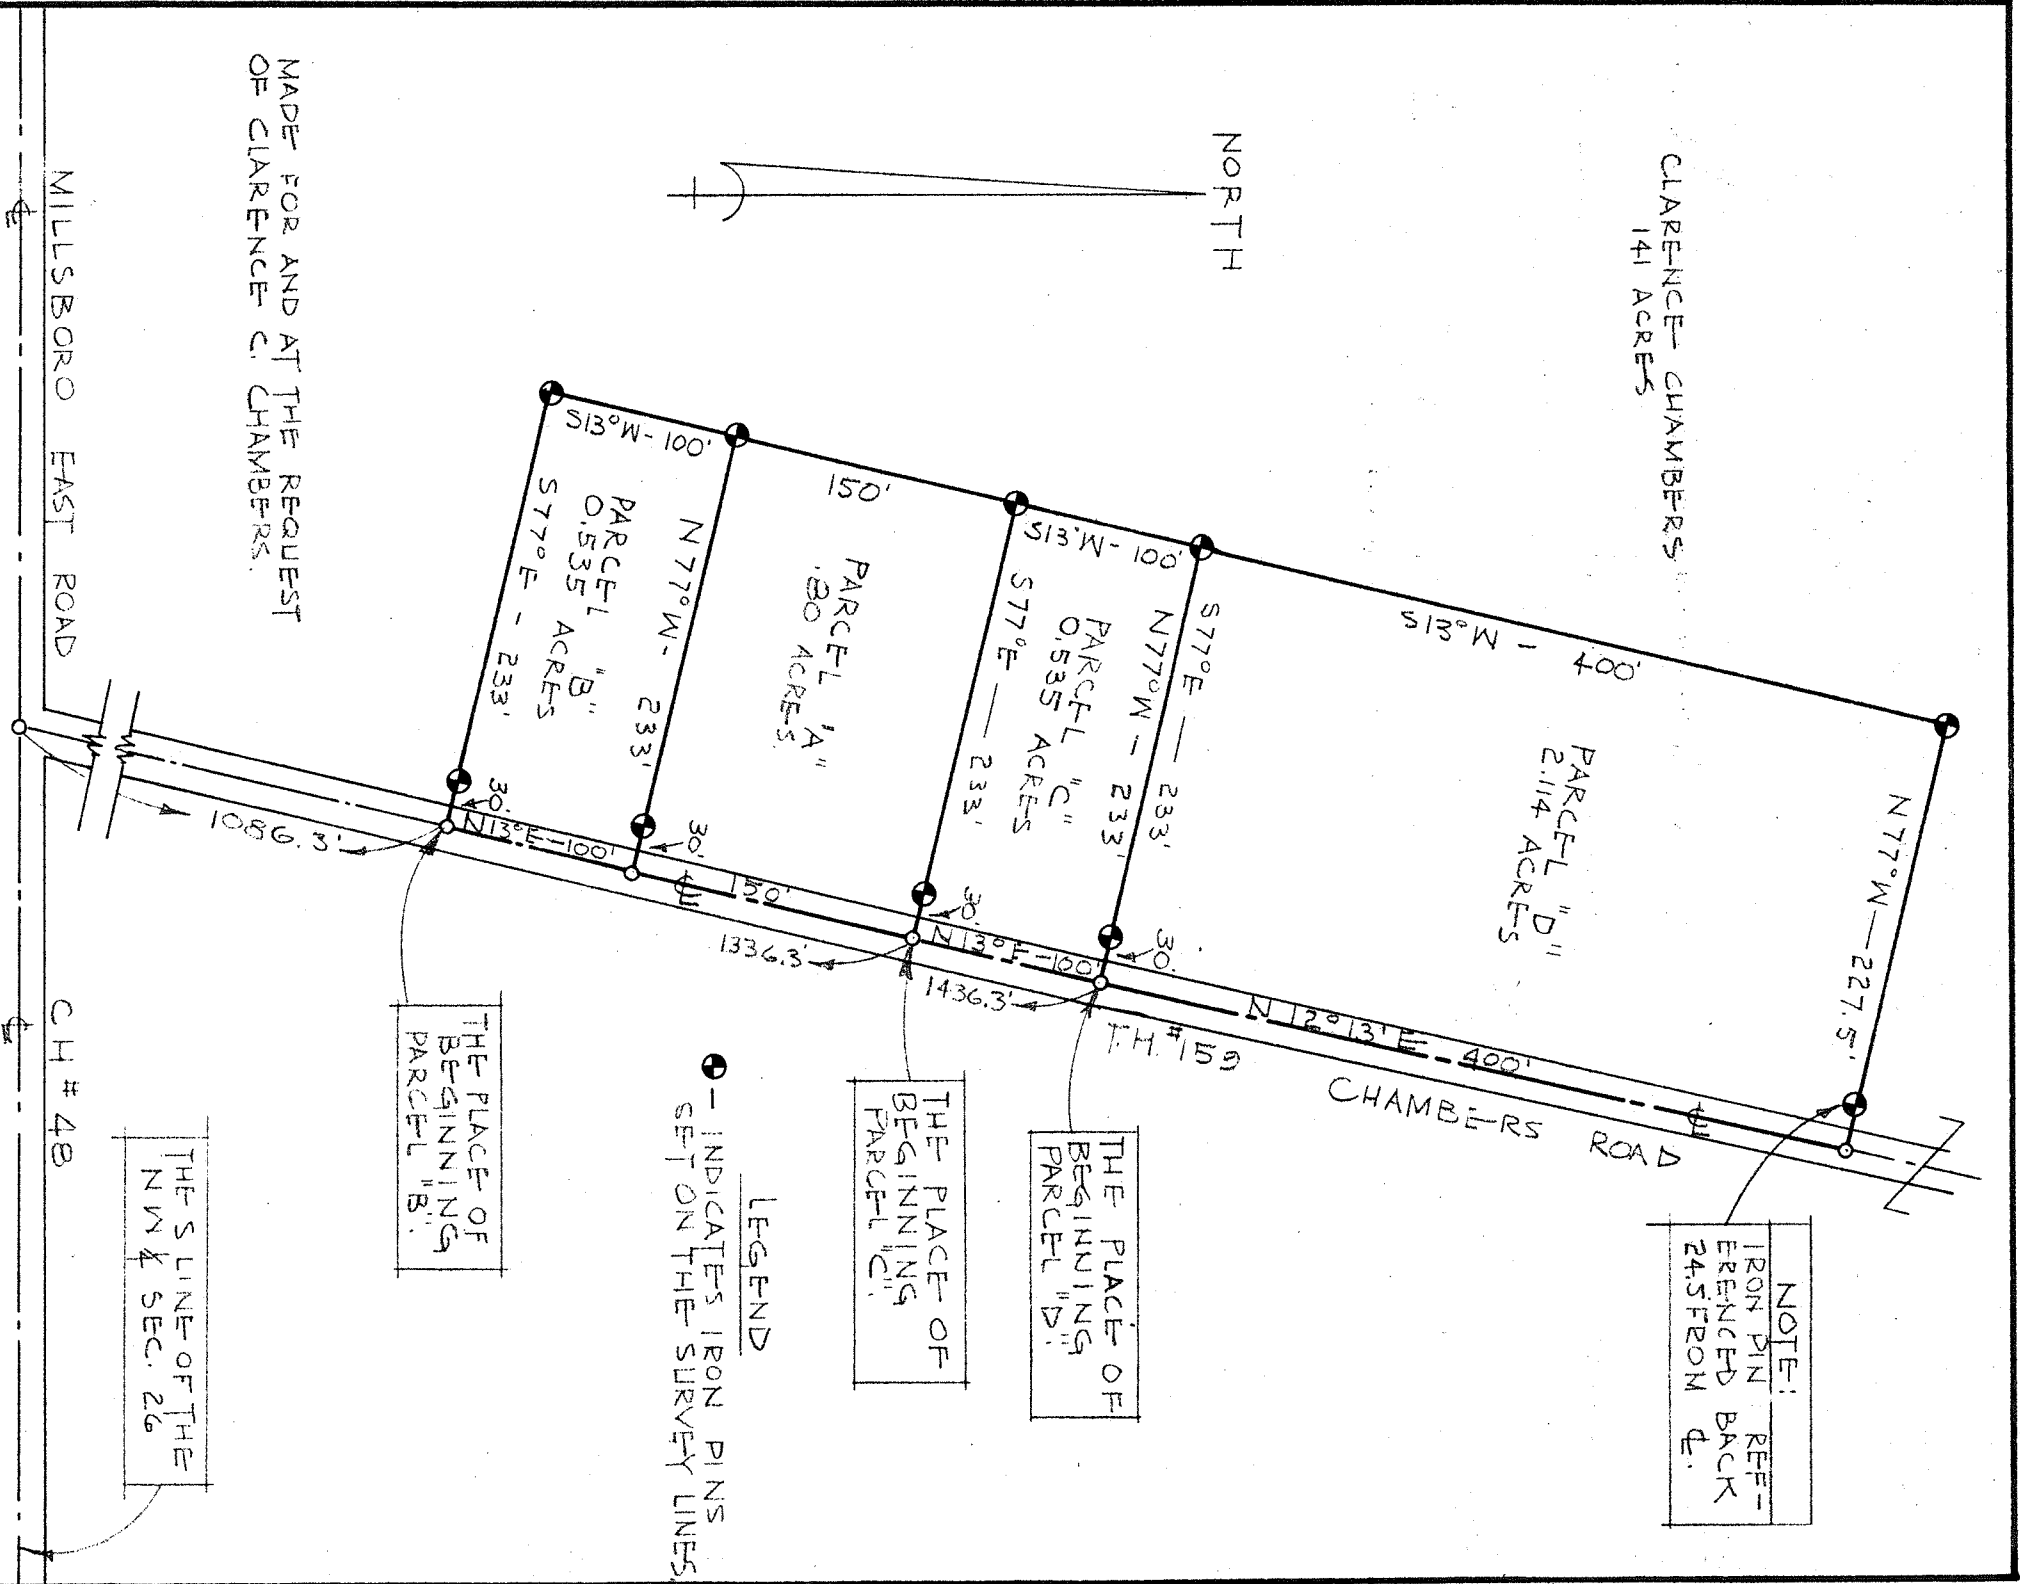 CLARENCE CHAMBERS
141 ACRES
NORTH
MADE FOR AND AT THE REQUEST
OF CLARENCE C. CHAMBERS.
N77°W—227.5'
S13°W - 400'
PARCEL "D"
2.114 ACRES
S77°E — 233'
N77°W - 233'
S13°W - 100'
PARCEL "C"
0.535 ACRES
S77°E — 233'
150'
PARCEL "A"
.80 ACRES
N77°W - 233'
S13°W - 100'
PARCEL "B"
0.535 ACRES
S77°E - 233'
30.
30.
30.
30.
N 12° 13' E 400'
N 13° E - 100'
150'
N 13° E - 100'
℄
℄
CHAMBERS ROAD
T.H. #159
1436.3'
1336.3'
1086.3'
NOTE:
IRON PIN REF-
ERENCED BACK
24.5 FROM ℄.
THE PLACE OF
BEGINNING
PARCEL "D".
THE PLACE OF
BEGINNING
PARCEL "C".
LEGEND
- INDICATES IRON PINS
SET ON THE SURVEY LINES.
THE PLACE OF
BEGINNING
PARCEL "B".
THE S LINE OF THE
NW ¼ SEC. 26
MILLSBORO EAST ROAD CH #48
℄
℄